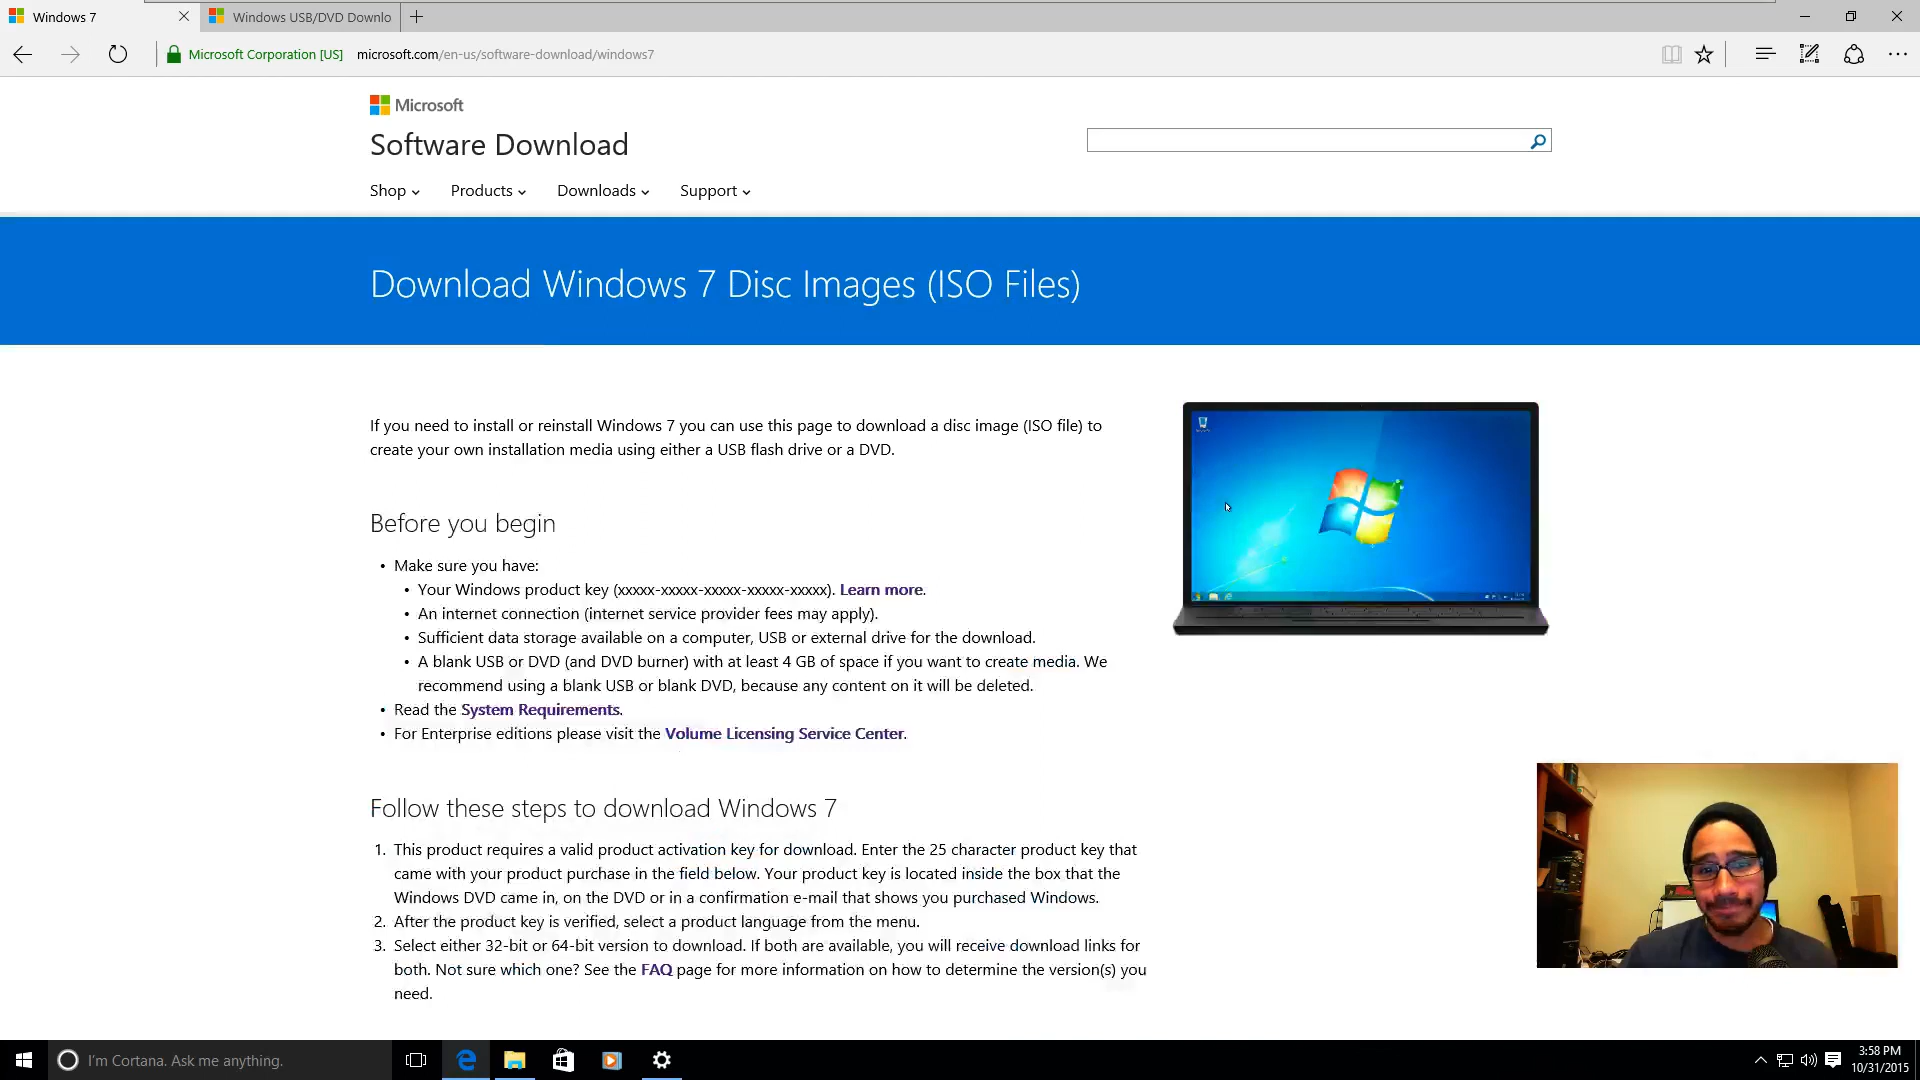 Windows 7
Windows USB/DVD Downlo
Microsoft Corporation [US]
microsoft.com/en-us/software-download/windows7
Microsoft
Software Download
Shop
Products
Downloads
Support
Download Windows 7 Disc Images (ISO Files)
If you need to install or reinstall Windows 7 you can use this page to download a disc image (ISO file) to
create your own installation media using either a USB flash drive or a DVD.
Before you begin
• Make sure you have:
• Your Windows product key (xxxxx-xxxxx-xxxxx-xxxxx-xxxxx). Learn more.
• An internet connection (internet service provider fees may apply).
• Sufficient data storage available on a computer, USB or external drive for the download.
• A blank USB or DVD (and DVD burner) with at least 4 GB of space if you want to create media. We
recommend using a blank USB or blank DVD, because any content on it will be deleted.
• Read the System Requirements.
• For Enterprise editions please visit the Volume Licensing Service Center.
Follow these steps to download Windows 7
1. This product requires a valid product activation key for download. Enter the 25 character product key that
came with your product purchase in the field below. Your product key is located inside the box that the
Windows DVD came in, on the DVD or in a confirmation e-mail that shows you purchased Windows.
2. After the product key is verified, select a product language from the menu.
3. Select either 32-bit or 64-bit version to download. If both are available, you will receive download links for
both. Not sure which one? See the FAQ page for more information on how to determine the version(s) you
need.
I'm Cortana. Ask me anything.
3:58 PM
10/31/2015